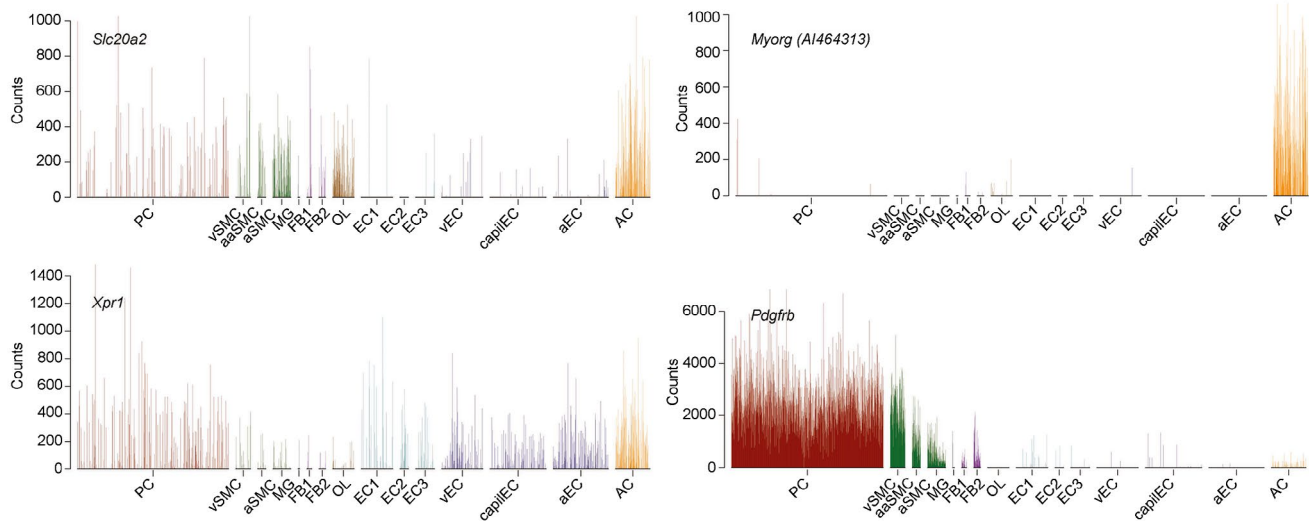 Slc20a2
Counts
1000
800
600
400
200
0
PC vSMC aaSMC aSMC MG FB1 FB2 OL EC1 EC2 EC3 vEC capilEC aEC AC
Myorg (AI464313)
Counts
1000
800
600
400
200
0
PC vSMC aaSMC aSMC MG FB1 FB2 OL EC1 EC2 EC3 vEC capilEC aEC AC
Xpr1
Counts
1400
1200
1000
800
600
400
200
0
PC vSMC aSMC MG FB1 FB2 OL EC1 EC2 EC3 vEC capilEC aEC AC
Pdgfrb
Counts
6000
4000
2000
0
PC vSMC aaSMC aSMC MG FB1 FB2 OL EC1 EC2 EC3 vEC capilEC aEC AC